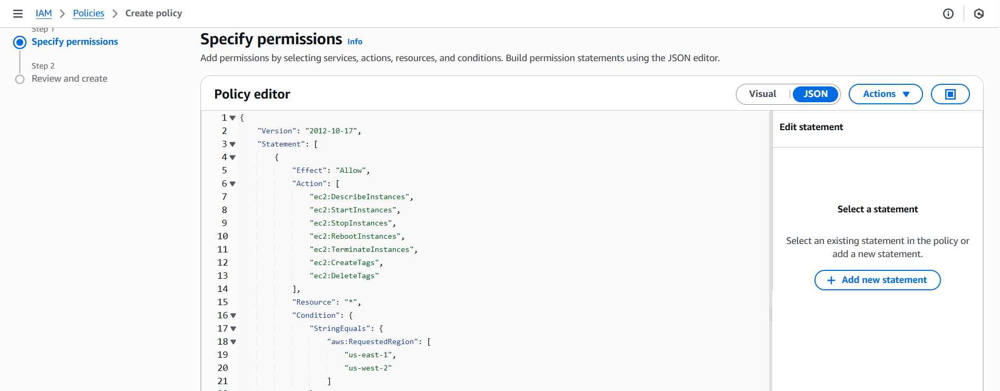 IAM > Policies > Create policy
Step 1
Specify permissions
Step 2
Review and create
Specify permissions Info
Add permissions by selecting services, actions, resources, and conditions. Build permission statements using the JSON editor.
Policy editor
Visual | JSON
Actions
1 {
2 "Version": "2012-10-17",
3 "Statement": [
4 {
5 "Effect": "Allow",
6 "Action": [
7 "ec2:DescribeInstances",
8 "ec2:StartInstances",
9 "ec2:StopInstances",
10 "ec2:RebootInstances",
11 "ec2:TerminateInstances",
12 "ec2:CreateTags",
13 "ec2:DeleteTags"
14 ],
15 "Resource": "*",
16 "Condition": {
17 "StringEquals": {
18 "aws:RequestedRegion": [
19 "us-east-1",
20 "us-west-2"
21 ]
Edit statement
Select a statement
Select an existing statement in the policy or
add a new statement.
+ Add new statement